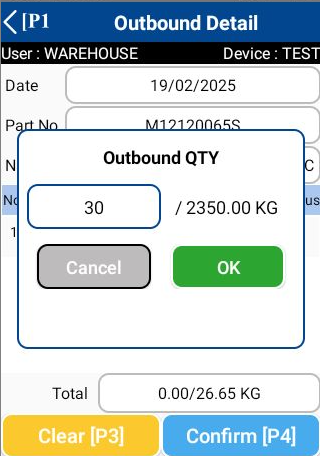 [P1 Outbound Detail
User : WAREHOUSE Device : TEST
Date 19/02/2025
Part No M12120065S
Outbound QTY
30 / 2350.00 KG
Cancel OK
Total 0.00/26.65 KG
Clear [P3] Confirm [P4]